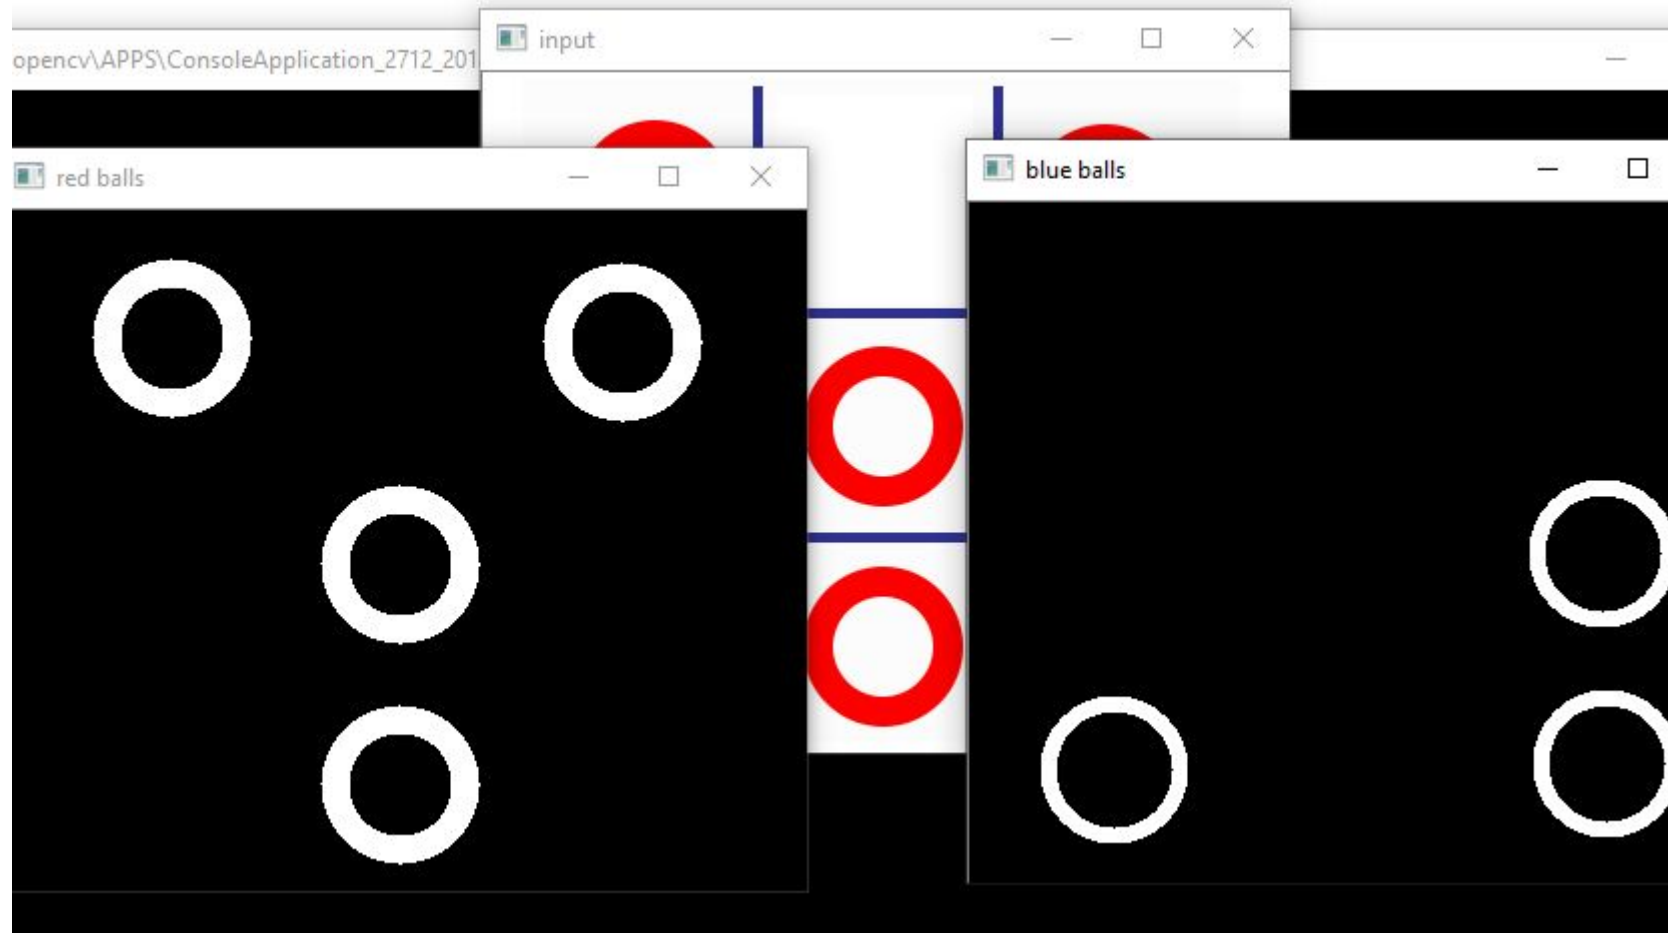 input
opencv\APPS\ConsoleApplication_2712_201
red balls
blue balls